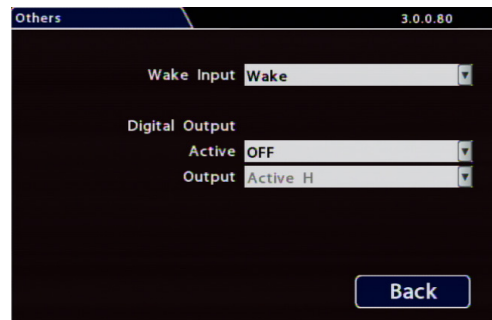 Others 3.0.0.80
Wake Input Wake
Digital Output
Active OFF
Output Active H
Back